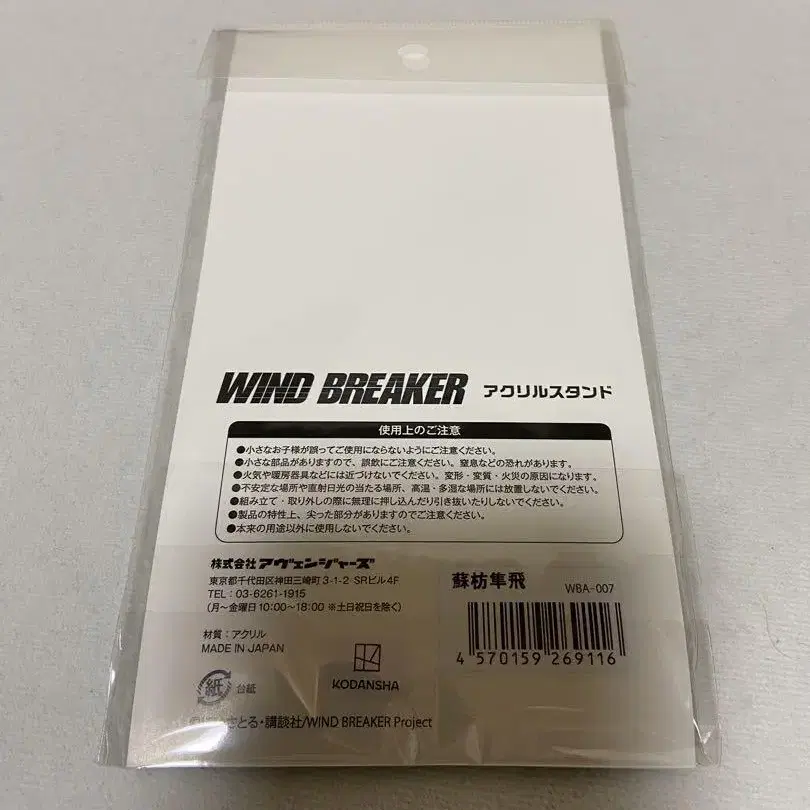 WIND BREAKER アクリルスタンド
使用上のご注意
●小さなお子様が誤ってご使用にならないようにご注意ください。
●小さな部品がありますので、誤飲にご注意ください。窒息などの恐れがあります。
●火気や暖房器具などには近づけないでください。変形・変質・火災の原因になります。
●不安定な場所や直射日光の当たる場所、高温・多湿な場所には放置しないでください。
●組み立て・取り外しの際に無理に押し込んだり引き抜いたりしないでください。
●製品の特性上、尖った部分がありますのでご注意ください。
●本来の用途以外に使用しないでください。
株式会社アヴェンジャーズ
東京都千代田区神田三崎町3-1-2 SRビル4F
TEL：03-6261-1915
（月〜金曜日10:00〜18:00 ※土日祝日を除く）
材質：アクリル
MADE IN JAPAN
紙 台紙
KODANSHA
蘇枋隼飛 WBA-007
4 570159 269116
さとる・講談社/WIND BREAKER Project